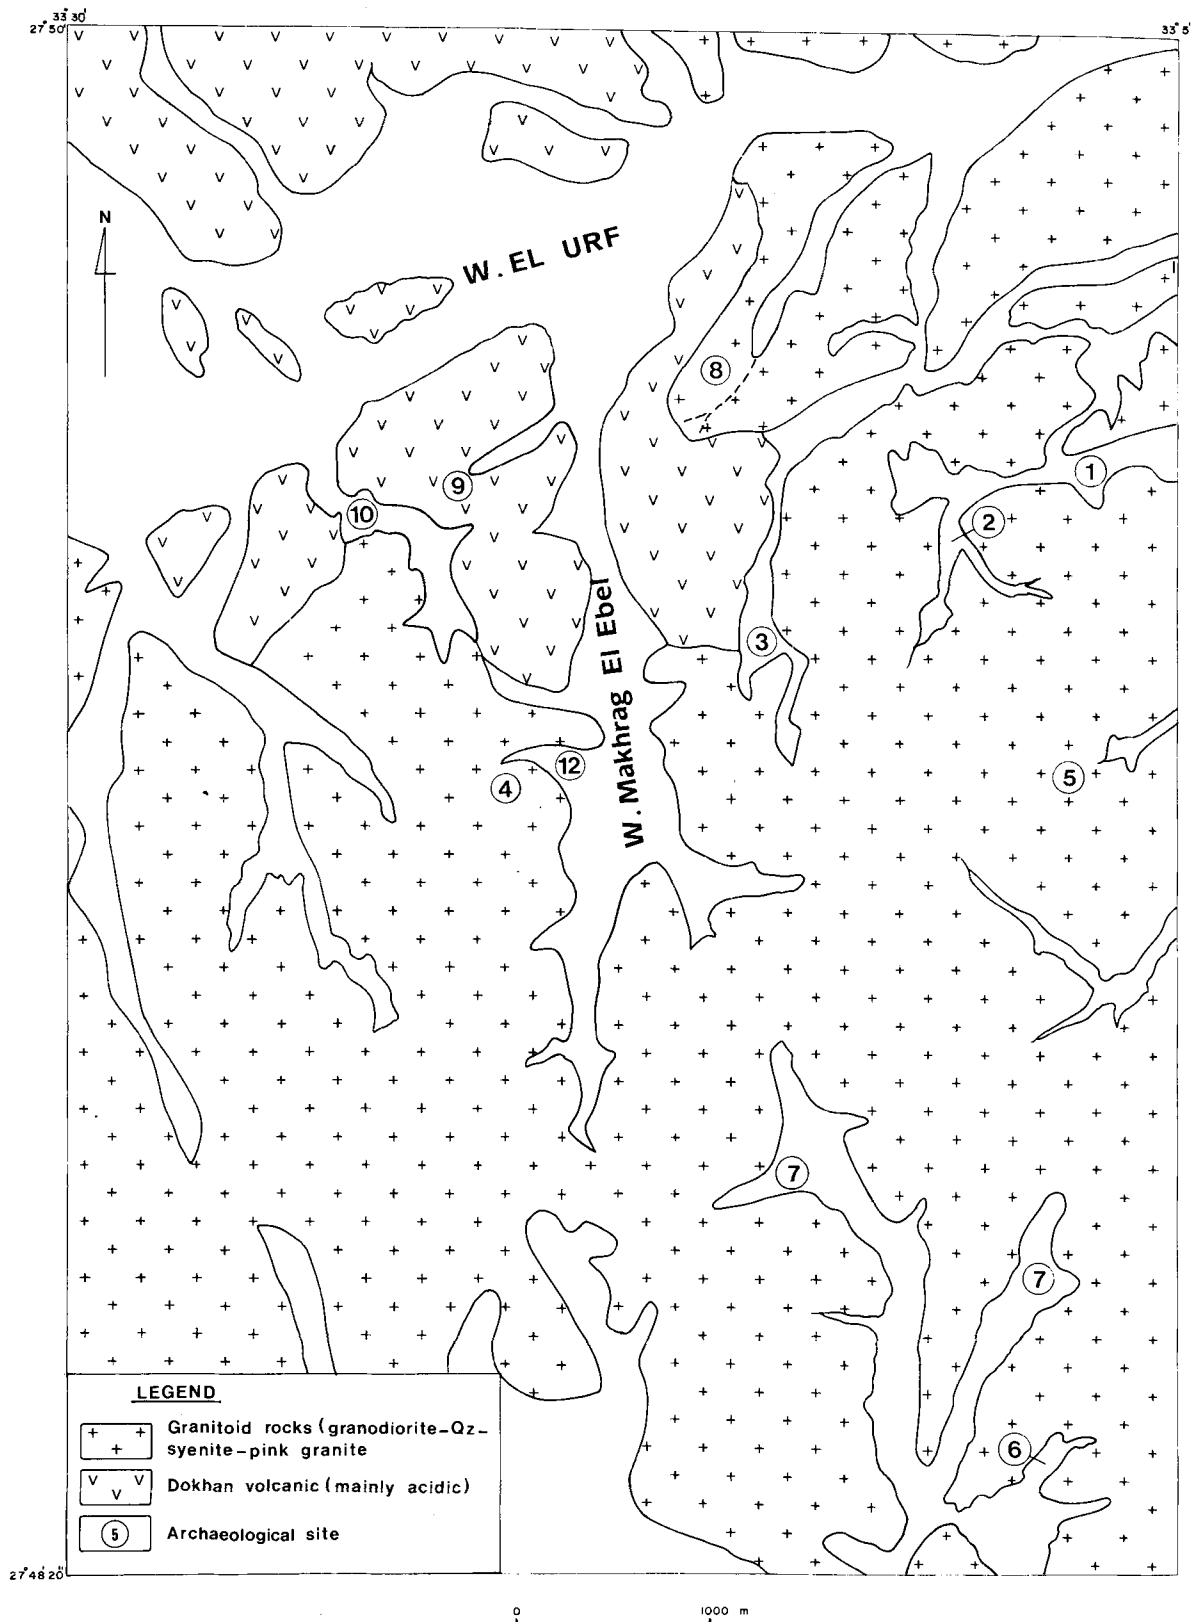 33 30'
27° 50'
33° 5'
N
W. EL URF
8
1
9
10
2
W. Makhrag El Ebel
3
12
4
5
7
7
6
LEGEND
Granitoid rocks (granodiorite-Qz-
syenite-pink granite
Dokhan volcanic (mainly acidic)
5 Archaeological site
27° 48' 20"
0 1000 m